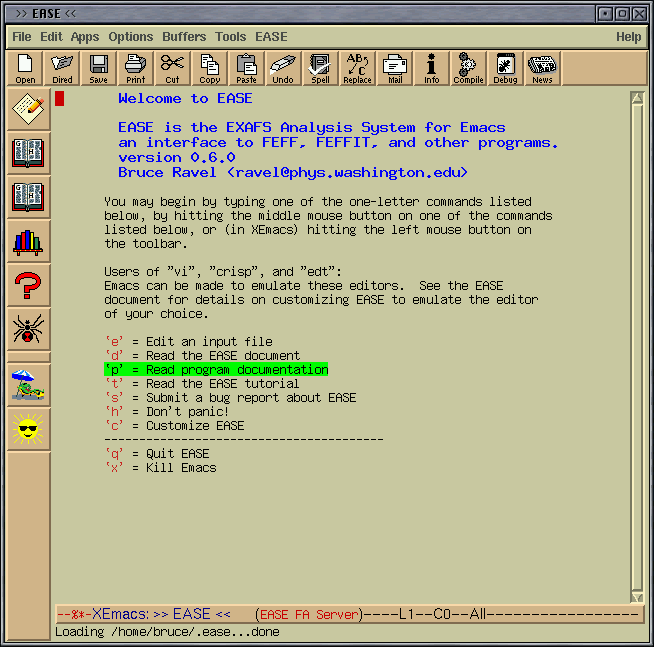 >> EASE <<
File Edit Apps Options Buffers Tools EASE Help
Open Dired Save Print Cut Copy Paste Undo Spell Replace Mail Info Compile Debug News
Welcome to EASE
EASE is the EXAFS Analysis System for Emacs
an interface to FEFF, FEFFIT, and other programs.
version 0.6.0
Bruce Ravel <ravel@phys.washington.edu>
You may begin by typing one of the one-letter commands listed
below, by hitting the middle mouse button on one of the commands
listed below, or (in XEmacs) hitting the left mouse button on
the toolbar.
Users of "vi", "crisp", and "edt":
Emacs can be made to emulate these editors.  See the EASE
document for details on customizing EASE to emulate the editor
of your choice.
`e' = Edit an input file
`d' = Read the EASE document
`p' = Read program documentation
`t' = Read the EASE tutorial
`s' = Submit a bug report about EASE
`h' = Don't panic!
`c' = Customize EASE
----------------------------------------
`q' = Quit EASE
`x' = Kill Emacs
--%*-XEmacs: >> EASE <<    (EASE FA Server)----L1--C0--All-----------------
Loading /home/bruce/.ease...done